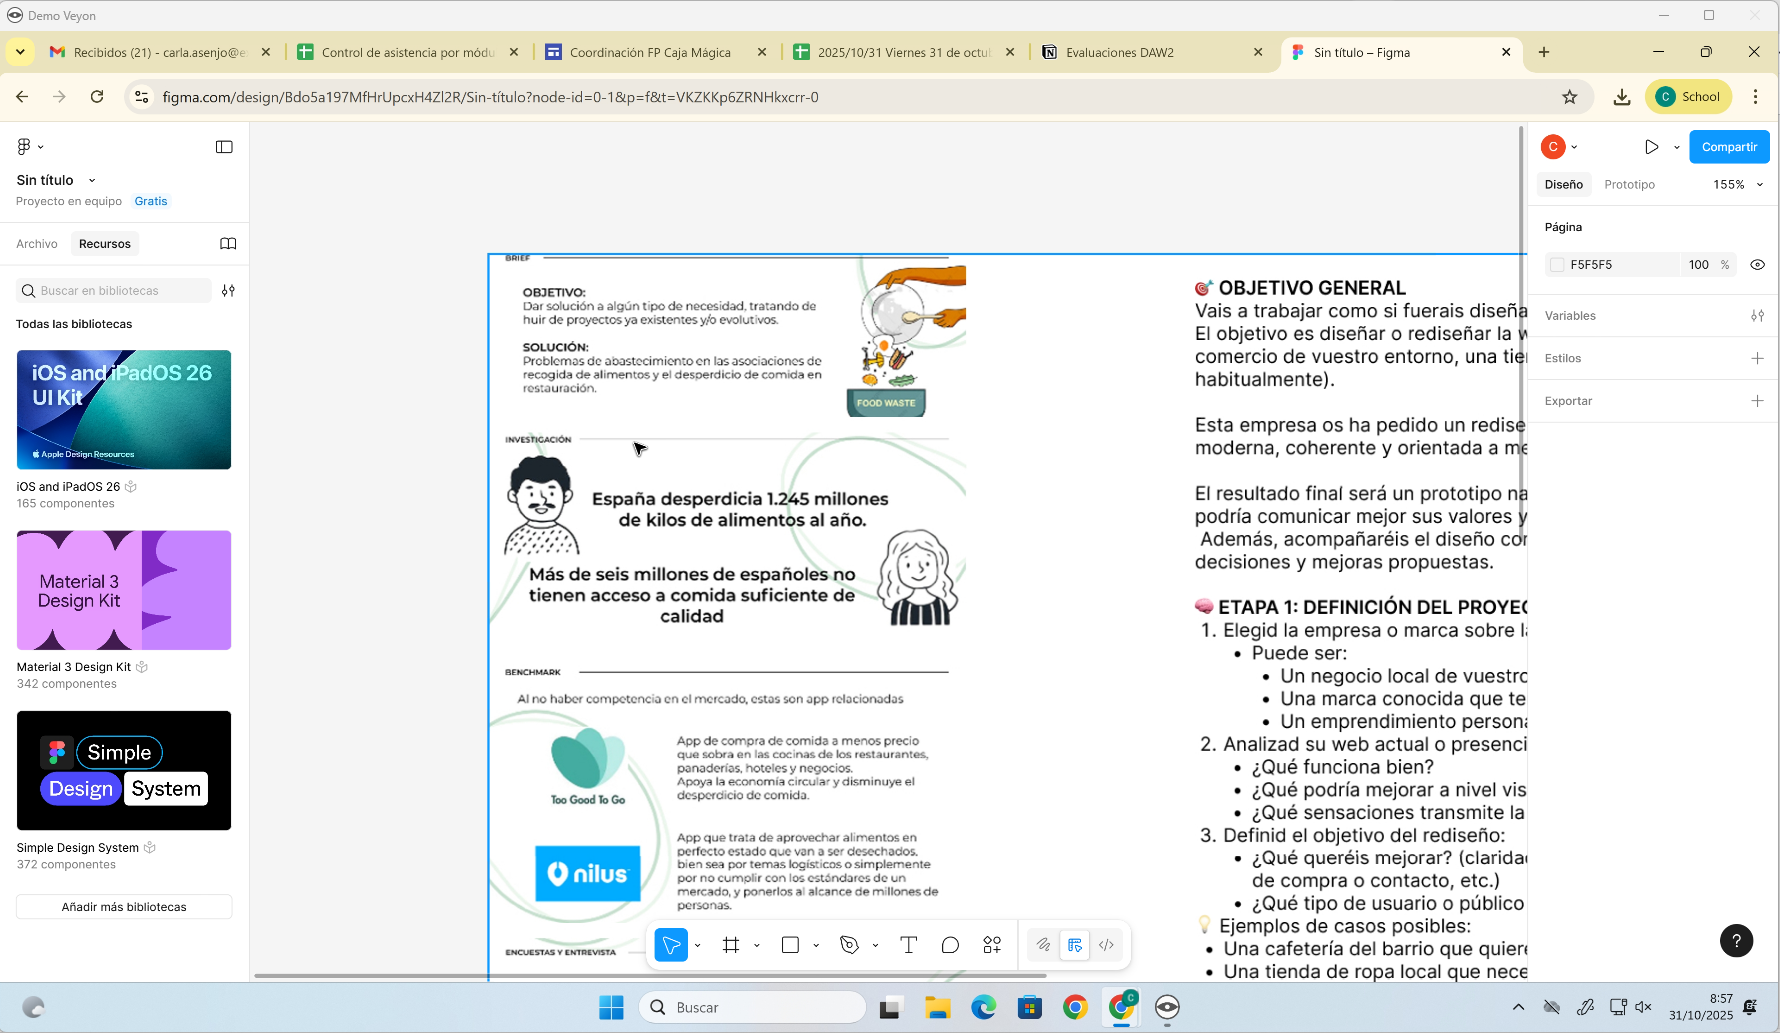 Demo Veyon
Recibidos (21) - carla.asenjo@e
Control de asistencia por módu
Coordinación FP Caja Mágica
2025/10/31 Viernes 31 de octub
Evaluaciones DAW2
Sin título – Figma
figma.com/design/Bdo5a197MfHrUpcxH4Zl2R/Sin-título?node-id=0-1&p=f&t=VKZKKp6ZRNHkxcrr-0
C School
Sin título
Proyecto en equipo Gratis
Archivo Recursos
Buscar en bibliotecas
Todas las bibliotecas
iOS and iPadOS 26
UI Kit
Apple Design Resources
iOS and iPadOS 26
165 componentes
Material 3
Design Kit
Material 3 Design Kit
342 componentes
Simple
Design System
Simple Design System
372 componentes
Añadir más bibliotecas
BRIEF
OBJETIVO:
Dar solución a algún tipo de necesidad, tratando de
huir de proyectos ya existentes y/o evolutivos.
SOLUCIÓN:
Problemas de abastecimiento en las asociaciones de
recogida de alimentos y el desperdicio de comida en
restauración.
FOOD WASTE
INVESTIGACIÓN
España desperdicia 1.245 millones
de kilos de alimentos al año.
Más de seis millones de españoles no
tienen acceso a comida suficiente de
calidad
BENCHMARK
Al no haber competencia en el mercado, estas son app relacionadas
Too Good To Go
App de compra de comida a menos precio
que sobra en las cocinas de los restaurantes,
panaderías, hoteles y negocios.
Apoya la economía circular y disminuye el
desperdicio de comida.
nilus
App que trata de aprovechar alimentos en
perfecto estado que van a ser desechados,
bien sea por temas logísticos o simplemente
por no cumplir con los estándares de un
mercado, y ponerlos al alcance de millones de
personas.
ENCUESTAS Y ENTREVISTA
🎯 OBJETIVO GENERAL
Vais a trabajar como si fuerais diseña
El objetivo es diseñar o rediseñar la w
comercio de vuestro entorno, una tier
habitualmente).
Esta empresa os ha pedido un redise
moderna, coherente y orientada a me
El resultado final será un prototipo na
podría comunicar mejor sus valores y
Además, acompañaréis el diseño con
decisiones y mejoras propuestas.
🧠 ETAPA 1: DEFINICIÓN DEL PROYEC
1. Elegid la empresa o marca sobre la
• Puede ser:
• Un negocio local de vuestro
• Una marca conocida que te
• Un emprendimiento persona
2. Analizad su web actual o presenci
• ¿Qué funciona bien?
• ¿Qué podría mejorar a nivel vis
• ¿Qué sensaciones transmite la
3. Definid el objetivo del rediseño:
• ¿Qué queréis mejorar? (clarida
de compra o contacto, etc.)
• ¿Qué tipo de usuario o público
💡 Ejemplos de casos posibles:
• Una cafetería del barrio que quiere
• Una tienda de ropa local que nece
C
Compartir
Diseño Prototipo 155%
Página
F5F5F5 100 %
Variables
Estilos
Exportar
?
Buscar
C
8:57
31/10/2025